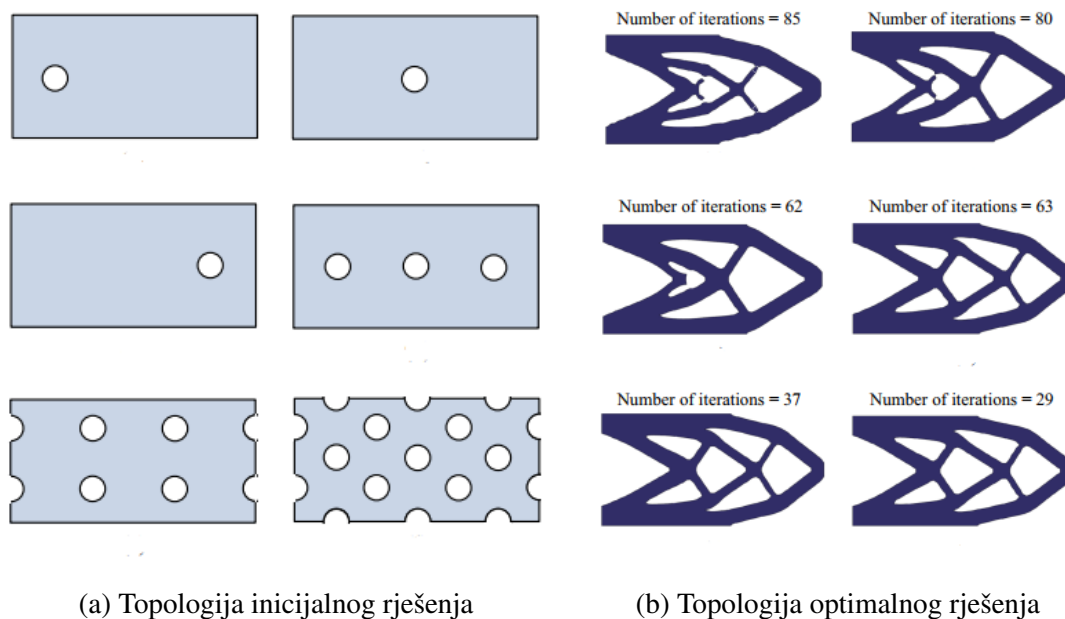 Number of iterations = 85
Number of iterations = 80
Number of iterations = 62
Number of iterations = 63
Number of iterations = 37
Number of iterations = 29
(a) Topologija inicijalnog rješenja
(b) Topologija optimalnog rješenja